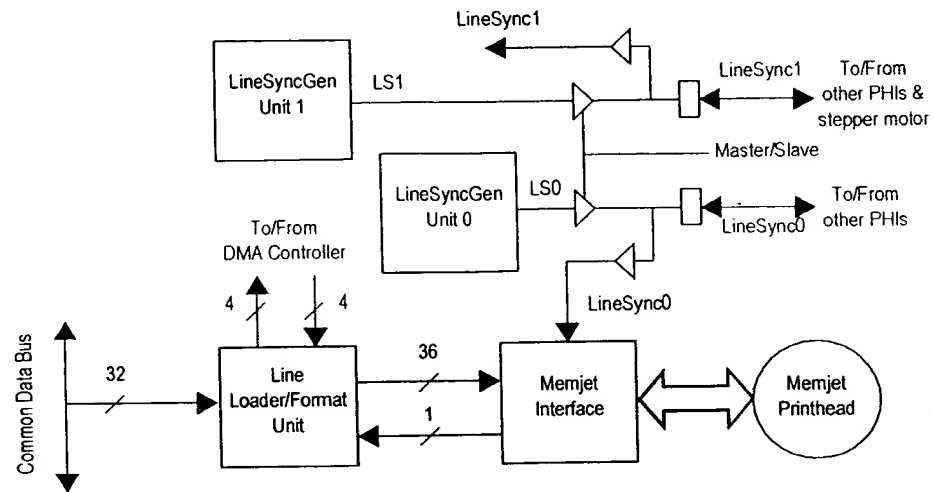 LineSync1
LineSyncGen
Unit 1
LS1
LineSync1
To/From
other PHIs &
stepper motor
Master/Slave
LineSyncGen
Unit 0
LS0
LineSync0
To/From
other PHIs
To/From
DMA Controller
4
4
LineSync0
Common Data Bus
32
Line
Loader/Format
Unit
36
1
Memjet
Interface
Memjet
Printhead